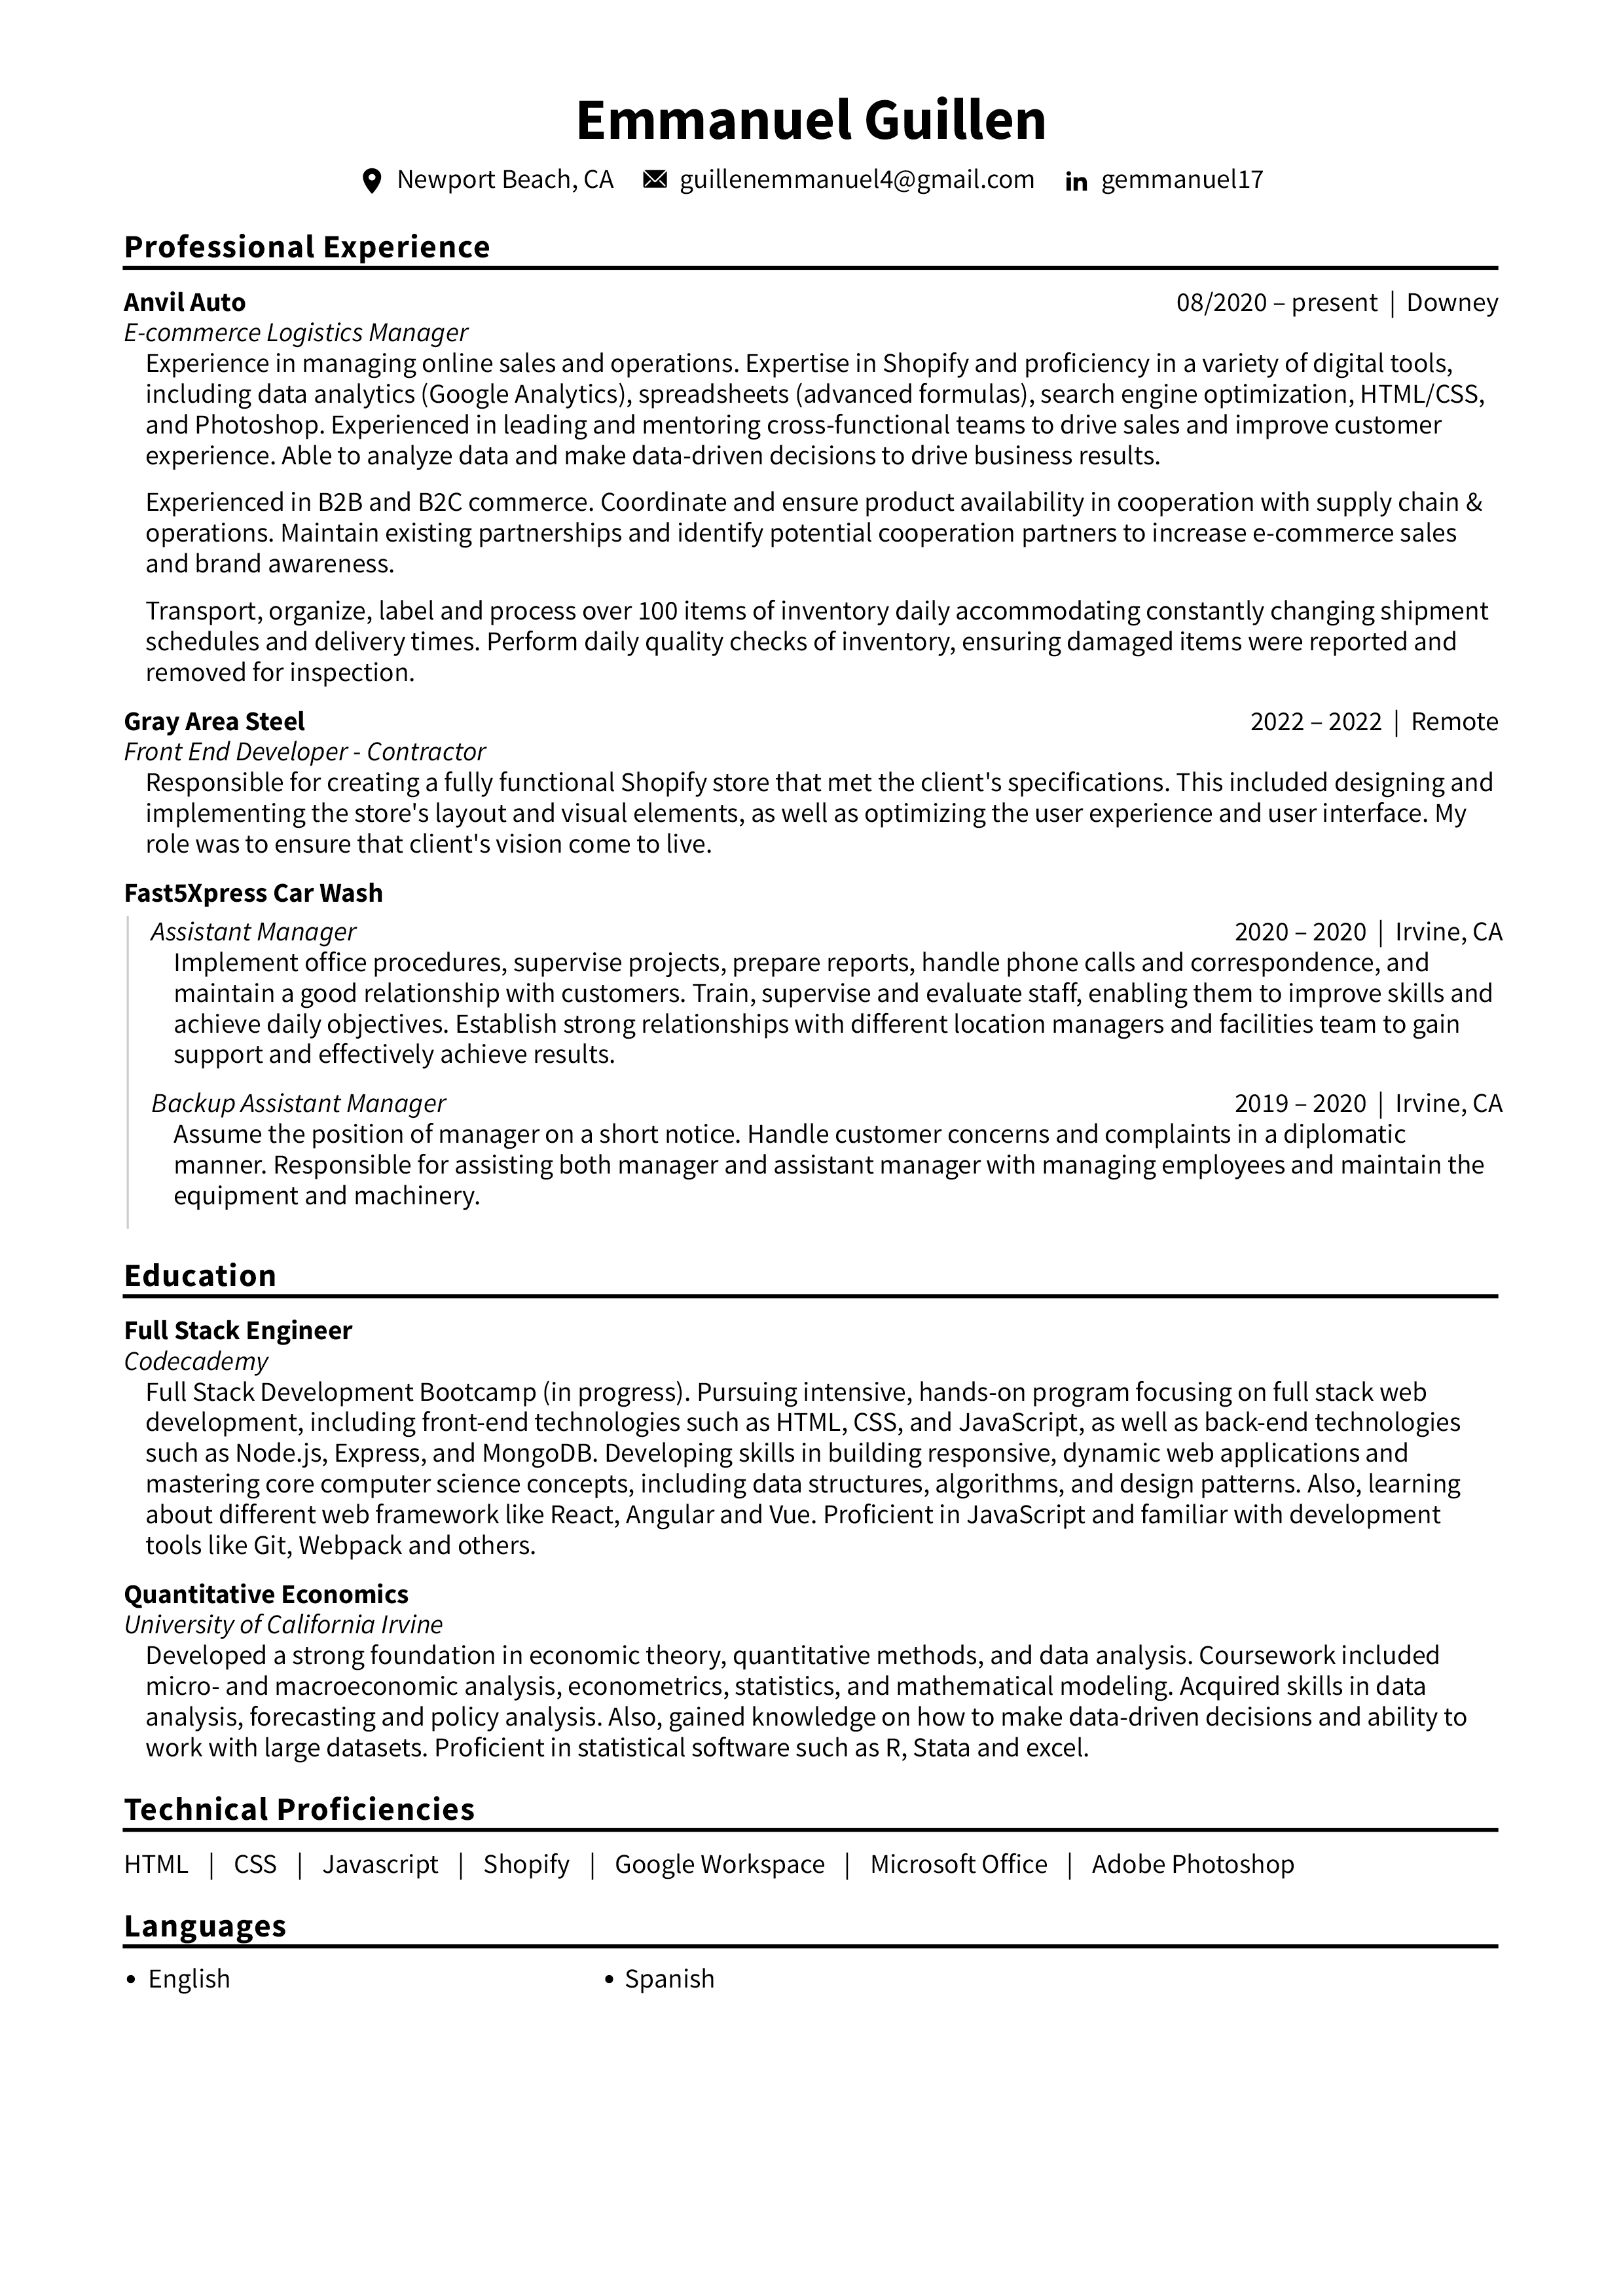 Emmanuel Guillen
Newport Beach, CA guillenemmanuel4@gmail.com in gemmanuel17
Professional Experience
Anvil Auto 08/2020 – present | Downey
E-commerce Logistics Manager
Experience in managing online sales and operations. Expertise in Shopify and proficiency in a variety of digital tools,
including data analytics (Google Analytics), spreadsheets (advanced formulas), search engine optimization, HTML/CSS,
and Photoshop. Experienced in leading and mentoring cross-functional teams to drive sales and improve customer
experience. Able to analyze data and make data-driven decisions to drive business results.
Experienced in B2B and B2C commerce. Coordinate and ensure product availability in cooperation with supply chain &
operations. Maintain existing partnerships and identify potential cooperation partners to increase e-commerce sales
and brand awareness.
Transport, organize, label and process over 100 items of inventory daily accommodating constantly changing shipment
schedules and delivery times. Perform daily quality checks of inventory, ensuring damaged items were reported and
removed for inspection.
Gray Area Steel 2022 – 2022 | Remote
Front End Developer - Contractor
Responsible for creating a fully functional Shopify store that met the client's specifications. This included designing and
implementing the store's layout and visual elements, as well as optimizing the user experience and user interface. My
role was to ensure that client's vision come to live.
Fast5Xpress Car Wash
Assistant Manager 2020 – 2020 | Irvine, CA
Implement office procedures, supervise projects, prepare reports, handle phone calls and correspondence, and
maintain a good relationship with customers. Train, supervise and evaluate staff, enabling them to improve skills and
achieve daily objectives. Establish strong relationships with different location managers and facilities team to gain
support and effectively achieve results.
Backup Assistant Manager 2019 – 2020 | Irvine, CA
Assume the position of manager on a short notice. Handle customer concerns and complaints in a diplomatic
manner. Responsible for assisting both manager and assistant manager with managing employees and maintain the
equipment and machinery.
Education
Full Stack Engineer
Codecademy
Full Stack Development Bootcamp (in progress). Pursuing intensive, hands-on program focusing on full stack web
development, including front-end technologies such as HTML, CSS, and JavaScript, as well as back-end technologies
such as Node.js, Express, and MongoDB. Developing skills in building responsive, dynamic web applications and
mastering core computer science concepts, including data structures, algorithms, and design patterns. Also, learning
about different web framework like React, Angular and Vue. Proficient in JavaScript and familiar with development
tools like Git, Webpack and others.
Quantitative Economics
University of California Irvine
Developed a strong foundation in economic theory, quantitative methods, and data analysis. Coursework included
micro- and macroeconomic analysis, econometrics, statistics, and mathematical modeling. Acquired skills in data
analysis, forecasting and policy analysis. Also, gained knowledge on how to make data-driven decisions and ability to
work with large datasets. Proficient in statistical software such as R, Stata and excel.
Technical Proficiencies
HTML | CSS | Javascript | Shopify | Google Workspace | Microsoft Office | Adobe Photoshop
Languages
• English • Spanish